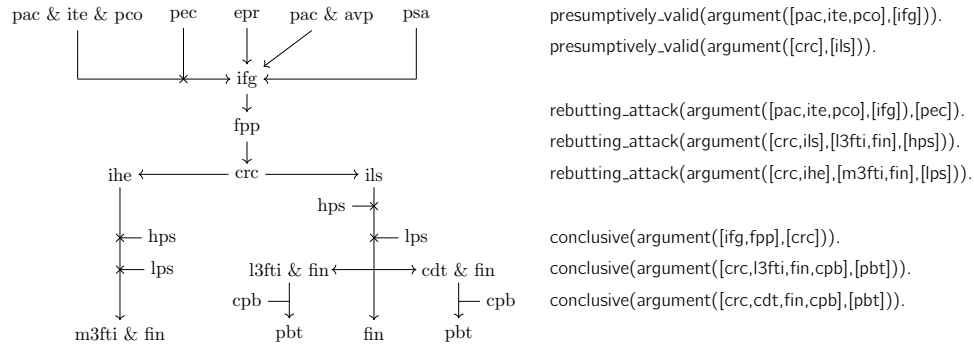 pac & ite & pco pec epr pac & avp psa
ifg
fpp
ihe crc ils
hps
hps lps
lps l3fti & fin cdt & fin
cpb cpb
m3fti & fin pbt fin pbt
presumptively_valid(argument([pac,ite,pco],[ifg])).
presumptively_valid(argument([crc],[ils])).
rebutting_attack(argument([pac,ite,pco],[ifg]),[pec]).
rebutting_attack(argument([crc,ils],[l3fti,fin],[hps])).
rebutting_attack(argument([crc,ihe],[m3fti,fin],[lps])).
conclusive(argument([ifg,fpp],[crc])).
conclusive(argument([crc,l3fti,fin,cpb],[pbt])).
conclusive(argument([crc,cdt,fin,cpb],[pbt])).